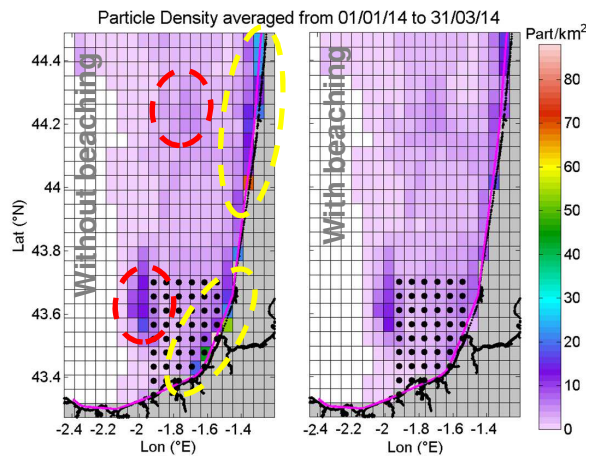 Particle Density averaged from 01/01/14 to 31/03/14
Part/km²
Without beaching
With beaching
Lat (°N)
44.4
44.2
44
43.8
43.6
43.4
-2.4 -2.2 -2 -1.8 -1.6 -1.4
Lon (°E)
-2.4 -2.2 -2 -1.8 -1.6 -1.4
Lon (°E)
80
70
60
50
40
30
20
10
0